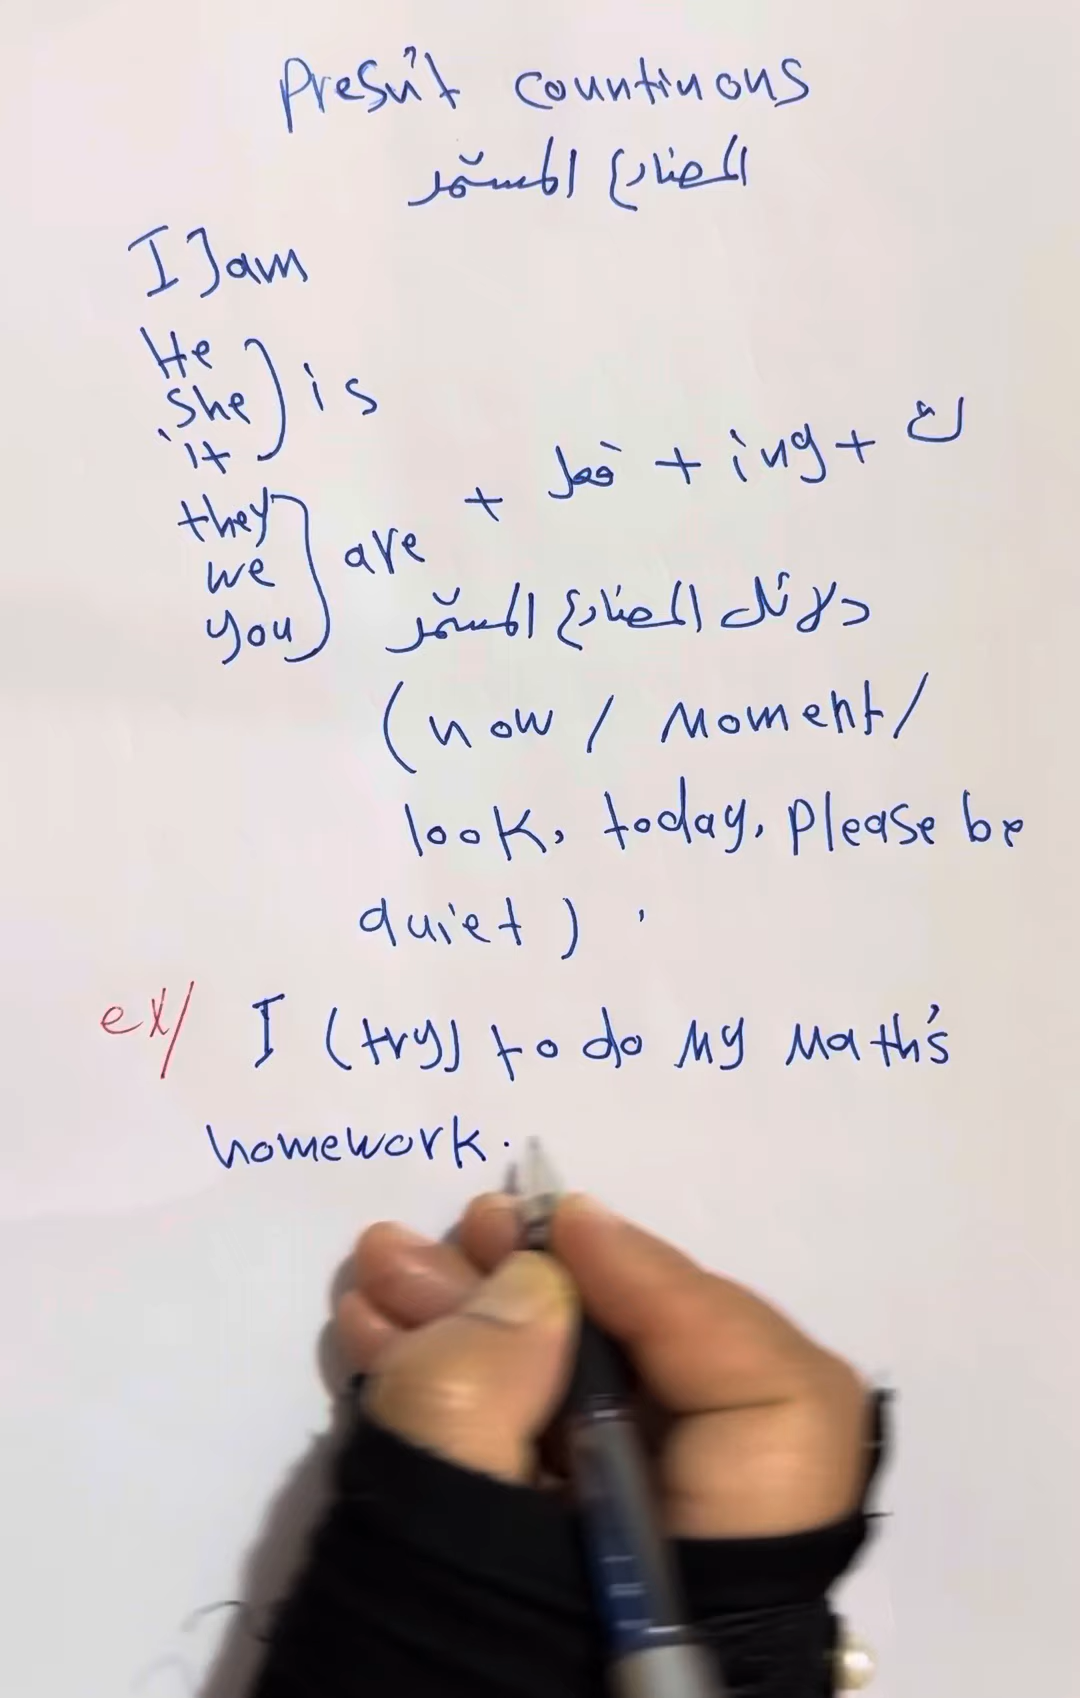 Present countinous
المضارع المستمر
I ] am
He
She
it
) is
they
we
you
} are
+ فعل + ing + ت
دلائل المضارع المستمر
(now / Moment /
look, today, please be
quiet) .
ex/ I (try) to do My Math's
homework.